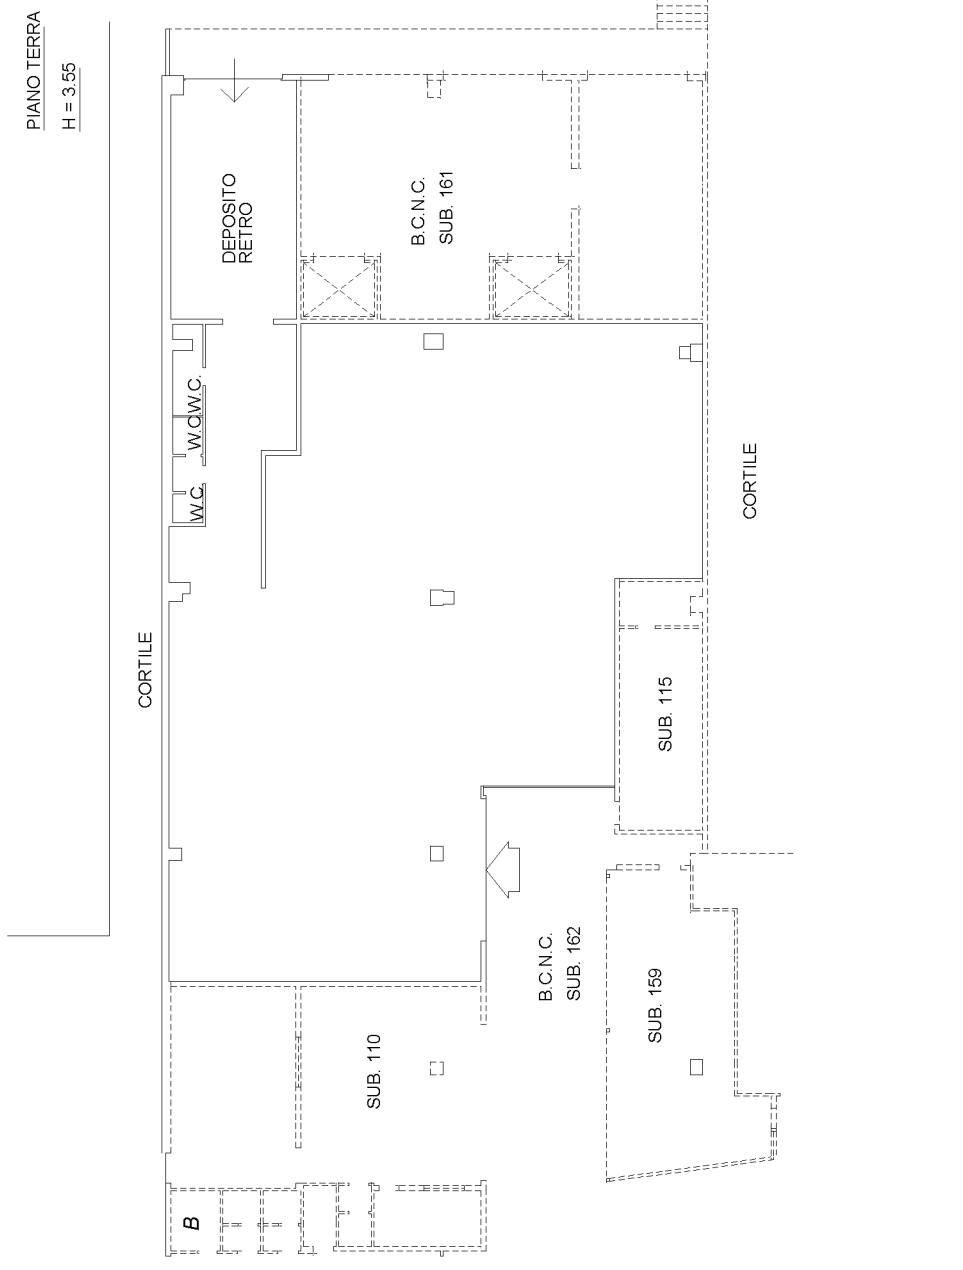 PIANO TERRA
H = 3.55
DEPOSITO
RETRO
B.C.N.C.
SUB. 161
W.C.
W.C.
W.C.
CORTILE
CORTILE
SUB. 115
B.C.N.C.
SUB. 162
SUB. 159
SUB. 110
B